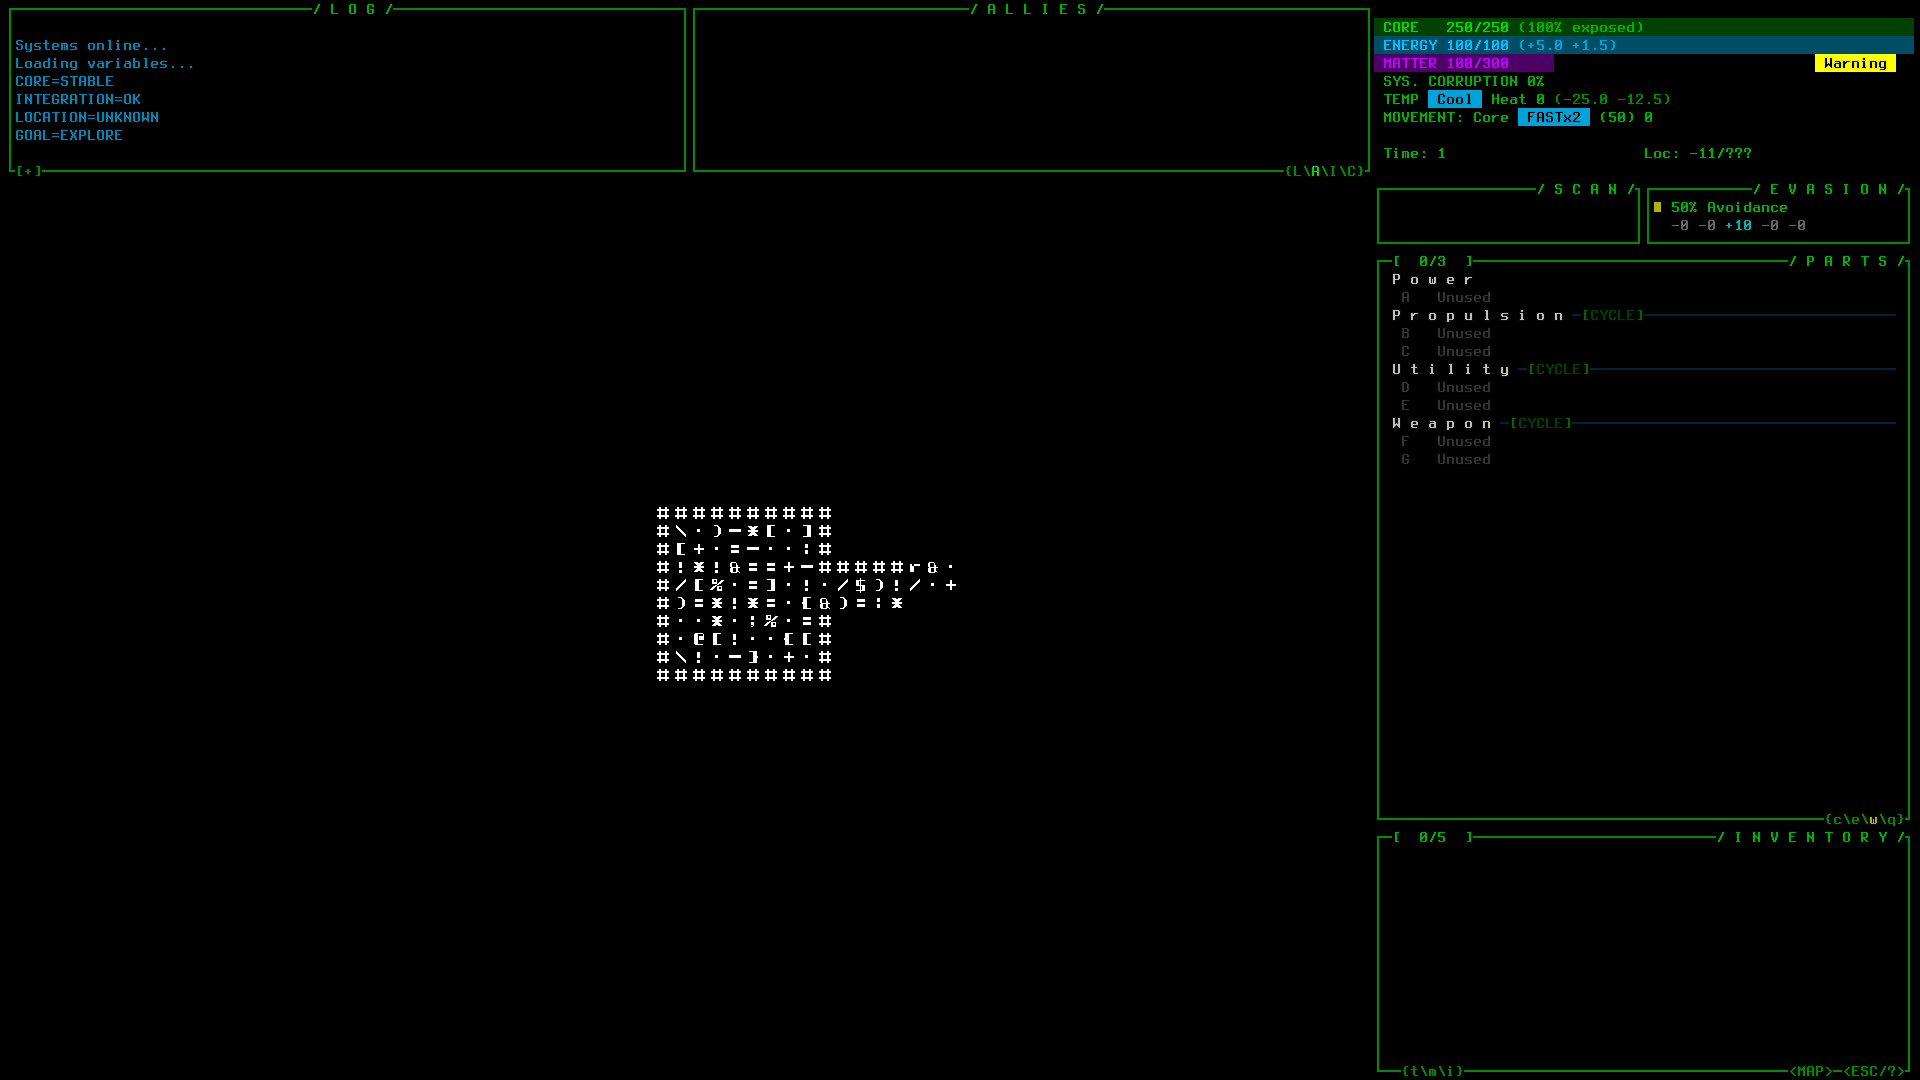 / L O G /
Systems online...
Loading variables...
CORE=STABLE
INTEGRATION=OK
LOCATION=UNKNOWN
GOAL=EXPLORE
[+]
/ A L L I E S /
{L\A\I\C}
CORE 250/250 (100% exposed)
ENERGY 100/100 (+5.0 +1.5)
MATTER 100/300
Warning
SYS. CORRUPTION 0%
TEMP Cool Heat 0 (-25.0 -12.5)
MOVEMENT: Core FASTx2 (50) 0
Time: 1 Loc: -11/???
/ S C A N /
/ E V A S I O N /
50% Avoidance
-0 -0 +10 -0 -0
[ 0/3 ] / P A R T S /
P o w e r
A Unused
P r o p u l s i o n [CYCLE]
B Unused
C Unused
U t i l i t y [CYCLE]
D Unused
E Unused
W e a p o n [CYCLE]
F Unused
G Unused
{c\e\w\q}
##########
#\·)-*[·]#
#[+·=-··:#
#!*!&==+-#####r&·
#/[%·=]·!·/$)!/·+
#)=*!*=·{&)=:*
#··*·;%·=#
#·@[!··{[#
#\!·-}·+·#
##########
[ 0/5 ] / I N V E N T O R Y /
{t\m\i}
<MAP>
<ESC/?>